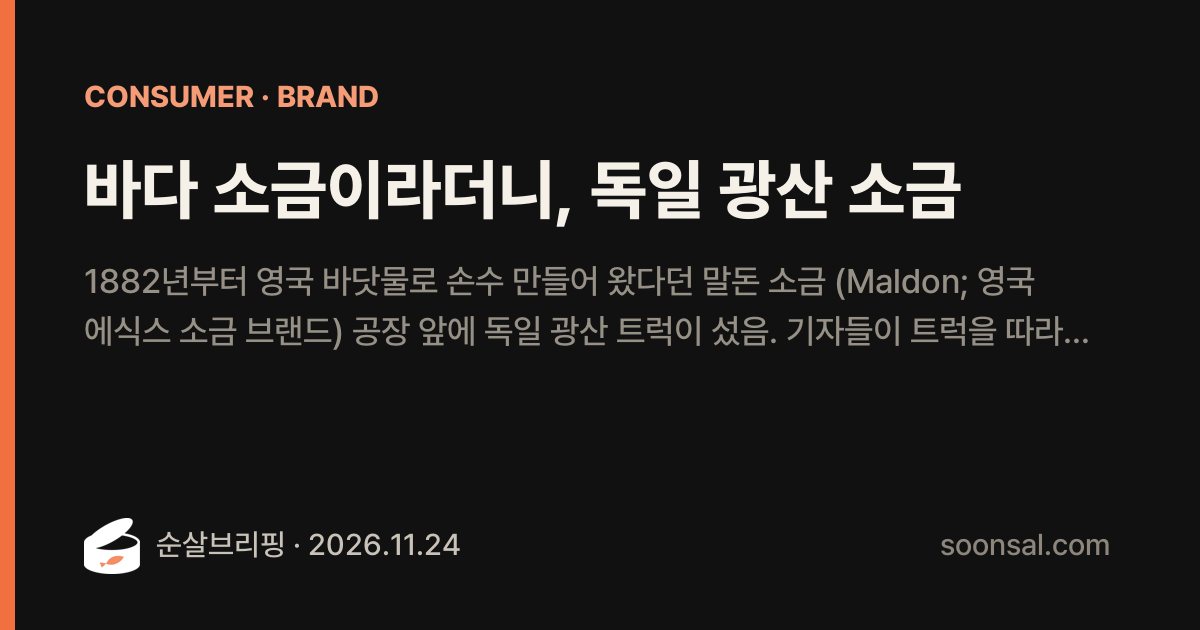 CONSUMER · BRAND
바다 소금이라더니, 독일 광산 소금
1882년부터 영국 바닷물로 손수 만들어 왔다던 말돈 소금 (Maldon; 영국
에식스 소금 브랜드) 공장 앞에 독일 광산 트럭이 섰음. 기자들이 트럭을 따라...
순살브리핑 · 2026.11.24
soonsal.com